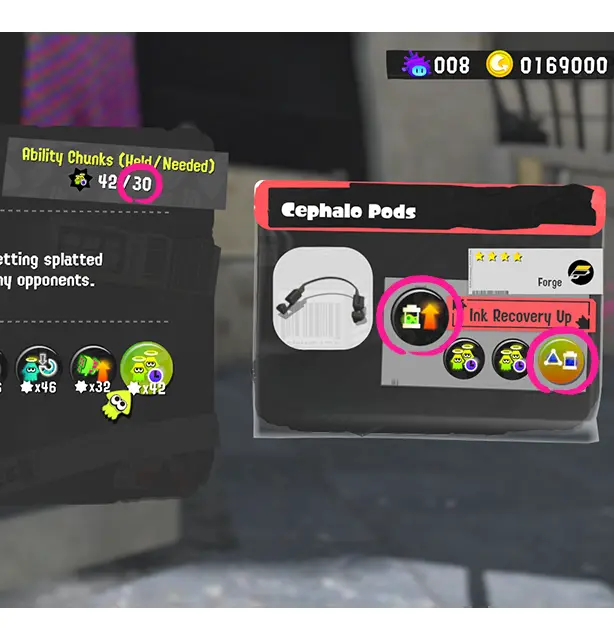 008 0169000
Ability Chunks (Held/Needed)
42/30
etting splatted
ny opponents.
x46 x32 x42
Cephalo Pods
Forge
Ink Recovery Up